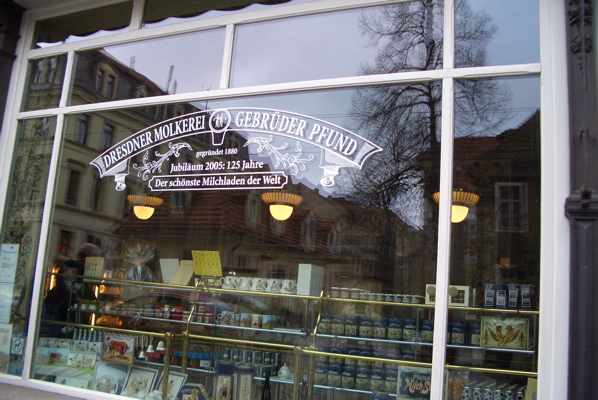 DRESDNER MOLKEREI GEBRÜDER PFUND
gegründet 1880
Jubiläum 2005: 125 Jahre
Der schönste Milchladen der Welt